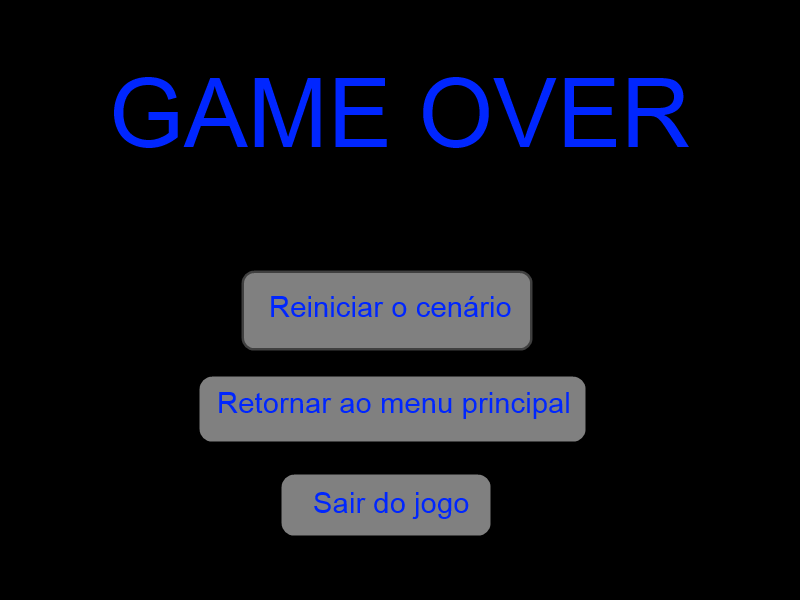 GAME OVER
Reiniciar o cenário
Retornar ao menu principal
Sair do jogo